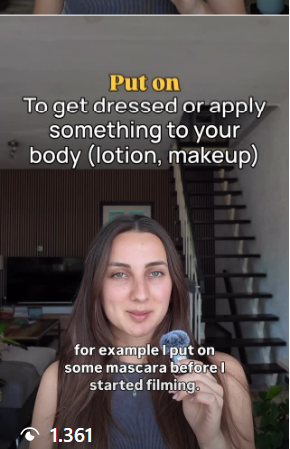 Put on
To get dressed or apply
something to your
body (lotion, makeup)
for example I put on
some mascara before I
started filming.
1.361